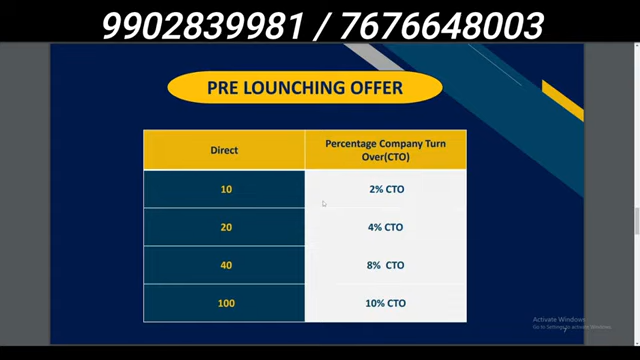 9902839981 / 7676648003
PRE LOUNCHING OFFER
Direct
Percentage Company Turn
Over(CTO)
10
2% CTO
20
4% CTO
40
8% CTO
100
10% CTO
Activate Windows
Go to Settings to activate Windows.
7